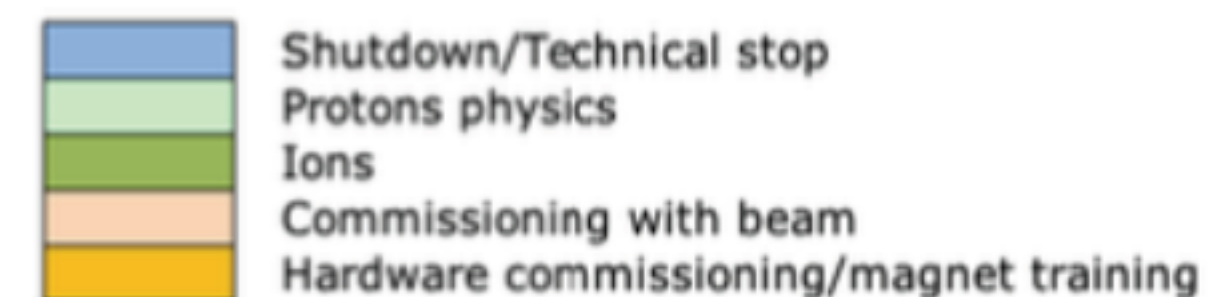 Shutdown/Technical stop
Protons physics
Ions
Commissioning with beam
Hardware commissioning/magnet training